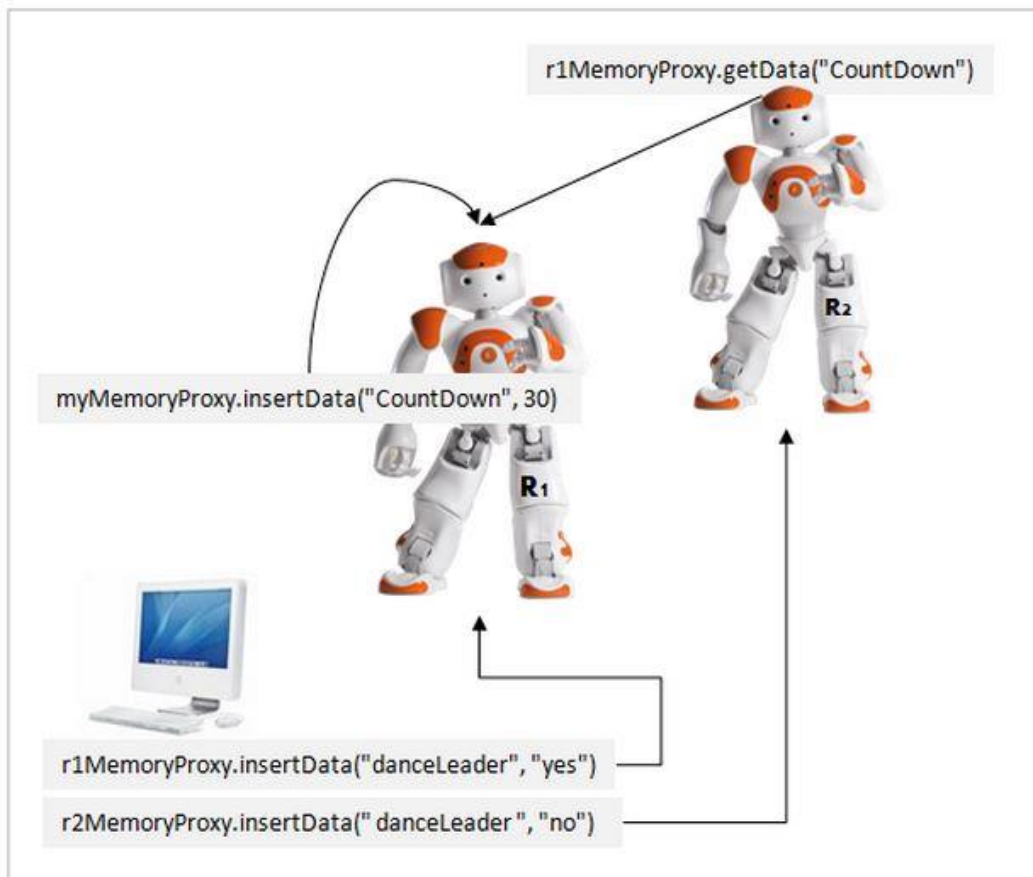 r1MemoryProxy.getData("CountDown")
myMemoryProxy.insertData("CountDown", 30)
R2
R1
r1MemoryProxy.insertData("danceLeader", "yes")
r2MemoryProxy.insertData(" danceLeader ", "no")